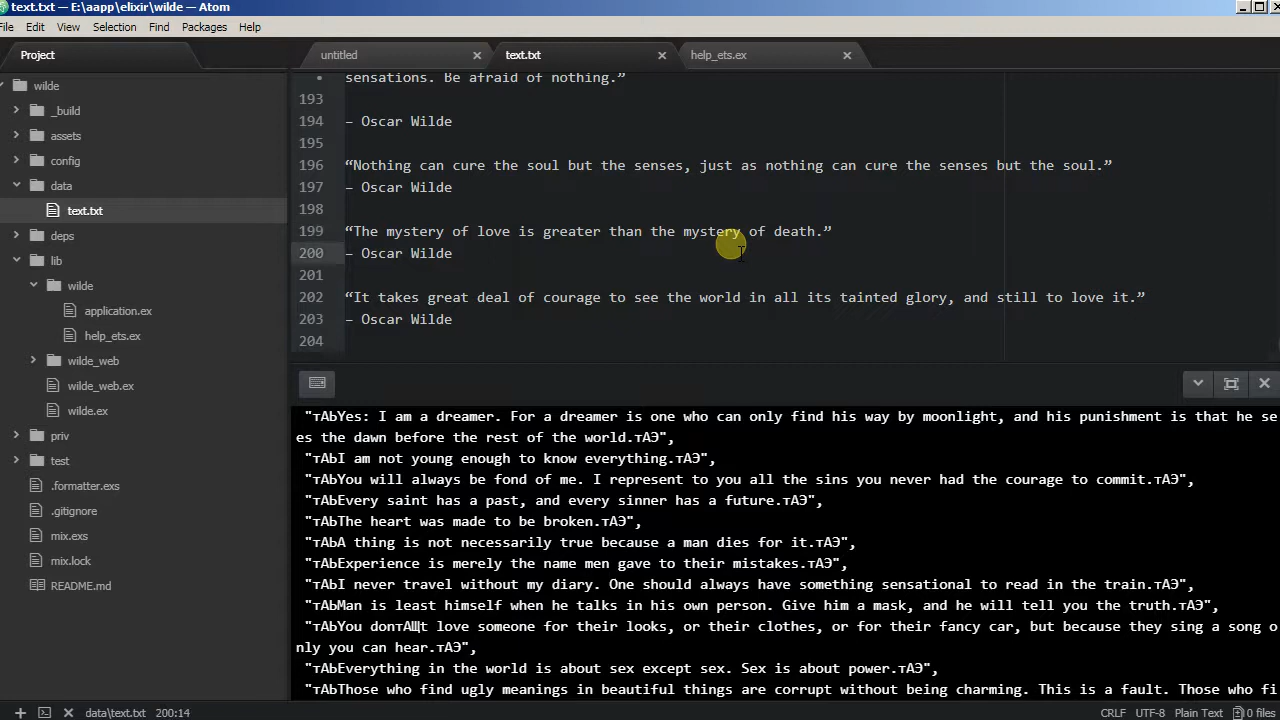 text.txt — E:\aapp\elixir\wilde — Atom
File Edit View Selection Find Packages Help
Project
untitled
text.txt
help_ets.ex
wilde
_build
assets
config
data
text.txt
deps
lib
wilde
application.ex
help_ets.ex
wilde_web
wilde_web.ex
wilde.ex
priv
test
.formatter.exs
.gitignore
mix.exs
mix.lock
README.md
• sensations. Be afraid of nothing.”
193
194 — Oscar Wilde
195
196 “Nothing can cure the soul but the senses, just as nothing can cure the senses but the soul.”
197 — Oscar Wilde
198
199 “The mystery of love is greater than the mystery of death.”
200 — Oscar Wilde
201
202 “It takes great deal of courage to see the world in all its tainted glory, and still to love it.”
203 — Oscar Wilde
204
"тАЬYes: I am a dreamer. For a dreamer is one who can only find his way by moonlight, and his punishment is that he se
es the dawn before the rest of the world.тАЭ",
"тАЬI am not young enough to know everything.тАЭ",
"тАЬYou will always be fond of me. I represent to you all the sins you never had the courage to commit.тАЭ",
"тАЬEvery saint has a past, and every sinner has a future.тАЭ",
"тАЬThe heart was made to be broken.тАЭ",
"тАЬA thing is not necessarily true because a man dies for it.тАЭ",
"тАЬExperience is merely the name men gave to their mistakes.тАЭ",
"тАЬI never travel without my diary. One should always have something sensational to read in the train.тАЭ",
"тАЬMan is least himself when he talks in his own person. Give him a mask, and he will tell you the truth.тАЭ",
"тАЬYou donтАЩt love someone for their looks, or their clothes, or for their fancy car, but because they sing a song o
nly you can hear.тАЭ",
"тАЬEverything in the world is about sex except sex. Sex is about power.тАЭ",
"тАЬThose who find ugly meanings in beautiful things are corrupt without being charming. This is a fault. Those who fi
data\text.txt 200:14
CRLF UTF-8 Plain Text 0 files